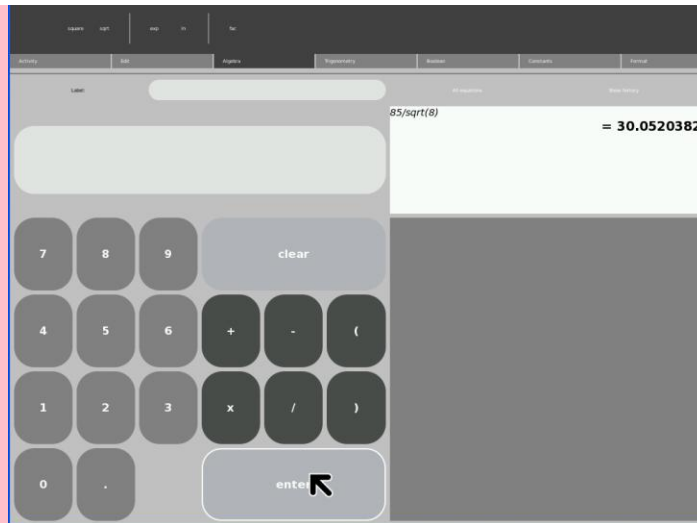 square sqrt exp ln fac
Activity Edit Algebra Trigonometry Boolean Constants Format
Label: All equations
85/sqrt(8)
= 30.0520382
7 8 9 clear
4 5 6 + - (
1 2 3 x / )
0 . enter